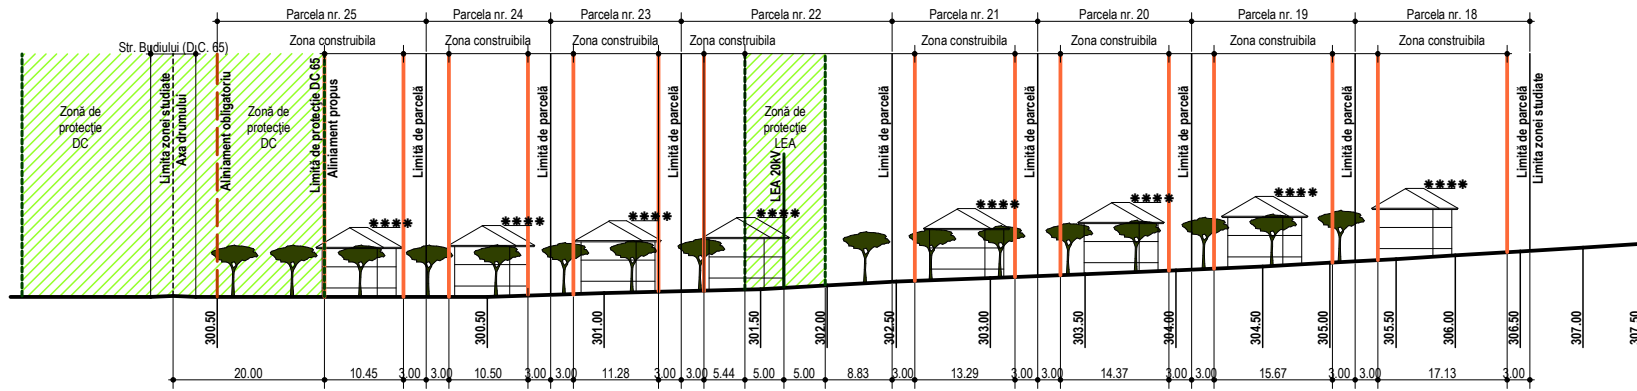 Parcela nr. 25
Parcela nr. 24
Parcela nr. 23
Parcela nr. 22
Parcela nr. 21
Parcela nr. 20
Parcela nr. 19
Parcela nr. 18
Str. Budiului (D.C. 65)
Zona construibila
Zona construibila
Zona construibila
Zona construibila
Zona construibila
Zona construibila
Zona construibila
Zona construibila
Zonă de
protecţie
DC
Limita zonei studiate
Axa drumului
Aliniament obligatoriu
Zonă de
protecţie
DC
Limită de protecţie DC 65
Aliniament propus
Limită de parcelă
Limită de parcelă
Limită de parcelă
Zonă de
protecţie
LEA
LEA 20kV
Limită de parcelă
Limită de parcelă
Limită de parcelă
Limită de parcelă
Limită de parcelă
Limita zonei studiate
****
****
****
****
****
****
****
****
300.50
300.50
301.00
301.50
302.00
302.50
303.00
303.50
304.00
304.50
305.00
305.50
306.00
306.50
307.00
307.50
20.00
10.45
3.00
3.00
10.50
3.00
3.00
11.28
3.00
3.00
5.44
5.00
5.00
8.83
3.00
13.29
3.00
3.00
14.37
3.00
3.00
15.67
3.00
3.00
17.13
3.00